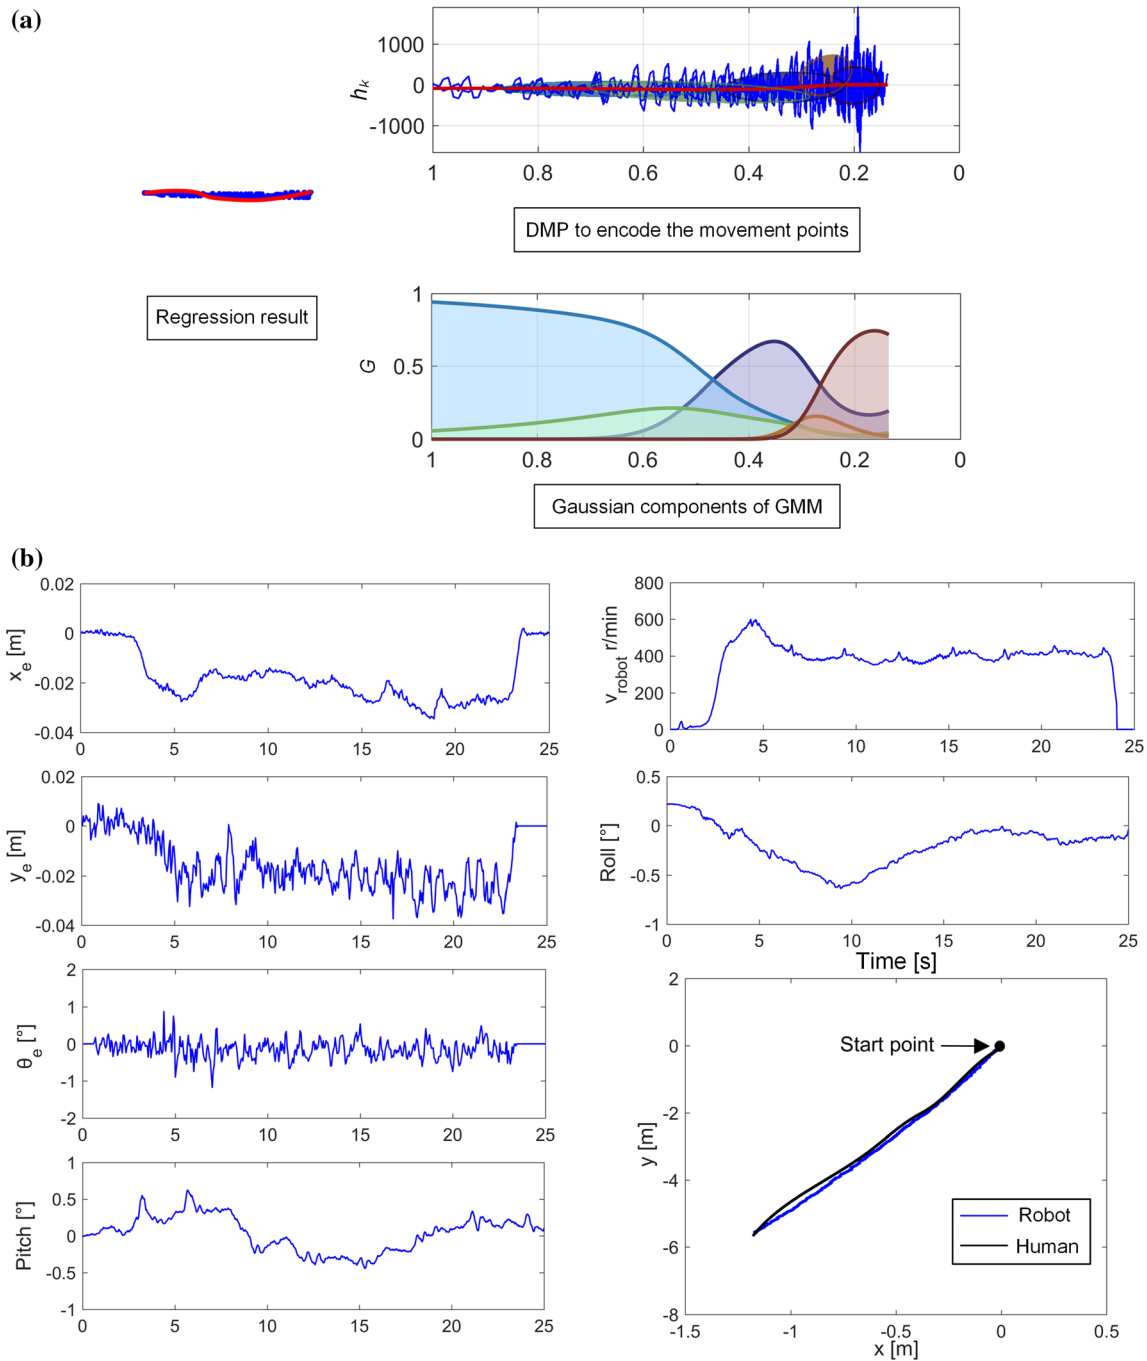 (a)
1000
0
-1000
h_k
1 0.8 0.6 0.4 0.2 0
DMP to encode the movement points
Regression result
1
0.5
0
G
1 0.8 0.6 0.4 0.2 0
Gaussian components of GMM
(b)
0.02
0
-0.02
-0.04
x_e [m]
0 5 10 15 20 25
800
600
400
200
0
v_robot r/min
0 5 10 15 20 25
0.02
0
-0.02
-0.04
y_e [m]
0 5 10 15 20 25
0.5
0
-0.5
-1
Roll [°]
0 5 10 15 20 25
Time [s]
2
1
0
-1
-2
θ_e [°]
0 5 10 15 20 25
1
0.5
0
-0.5
-1
Pitch [°]
0 5 10 15 20 25
2
0
-2
-4
-6
-8
y [m]
Start point
Robot
Human
-1.5 -1 -0.5 0 0.5
x [m]